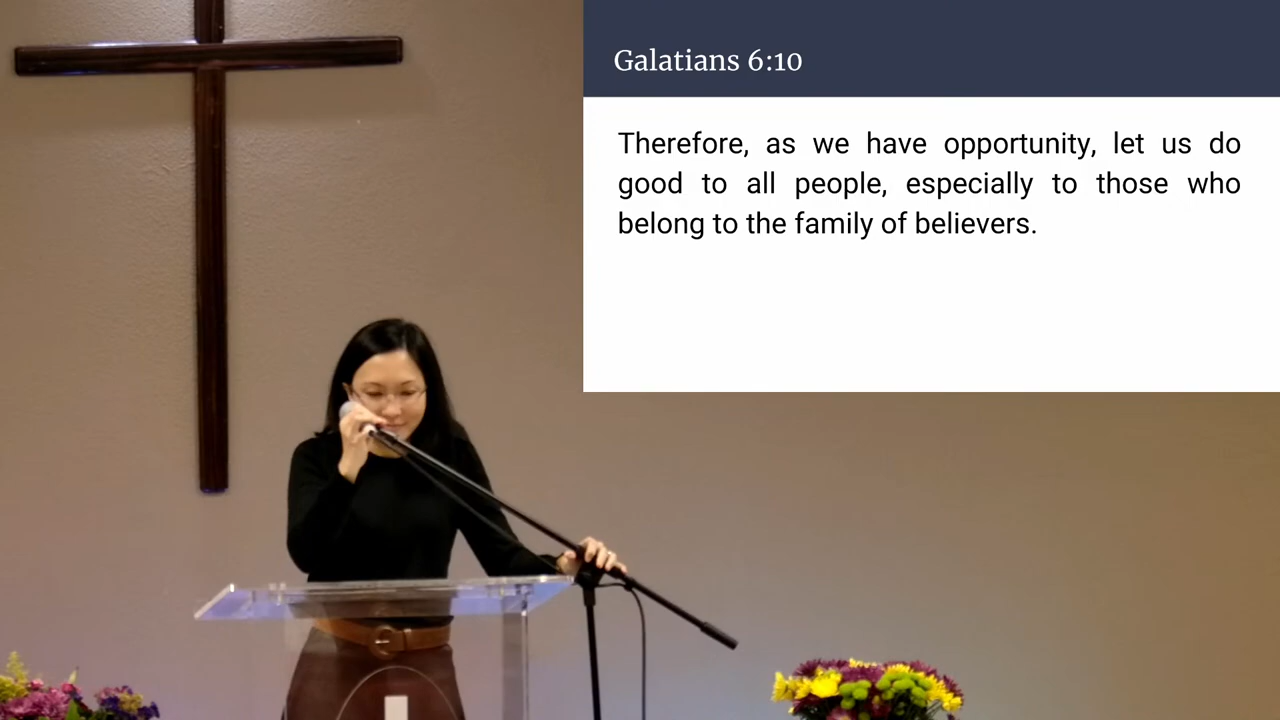 Galatians 6:10
Therefore, as we have opportunity, let us do
good to all people, especially to those who
belong to the family of believers.